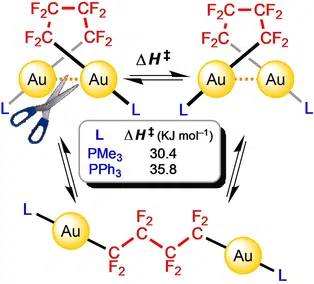 F₂C—CF₂ F₂C—CF₂
F₂C CF₂ ΔH‡ F₂C CF₂
Au Au Au Au
L L L L
L ΔH‡ (KJ mol⁻¹)
PMe₃ 30.4
PPh₃ 35.8
L F₂ F₂
Au C C Au
C C
F₂ F₂ L